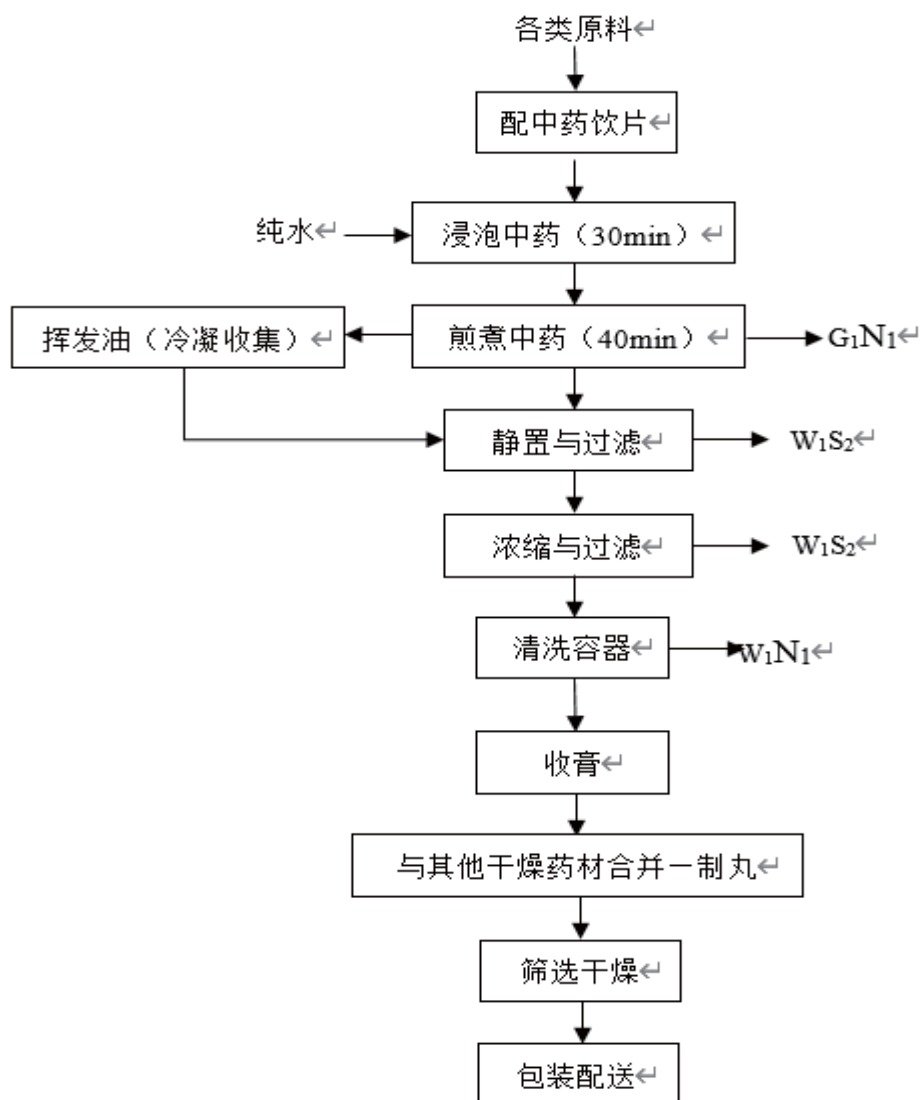 各类原料↵
配中药饮片↵
纯水↵
浸泡中药（30min）↵
挥发油（冷凝收集）↵
煎煮中药（40min）↵
G₁N₁↵
静置与过滤↵
W₁S₂↵
浓缩与过滤↵
W₁S₂↵
清洗容器↵
W₁N₁↵
收膏↵
与其他干燥药材合并一制丸↵
筛选干燥↵
包装配送↵